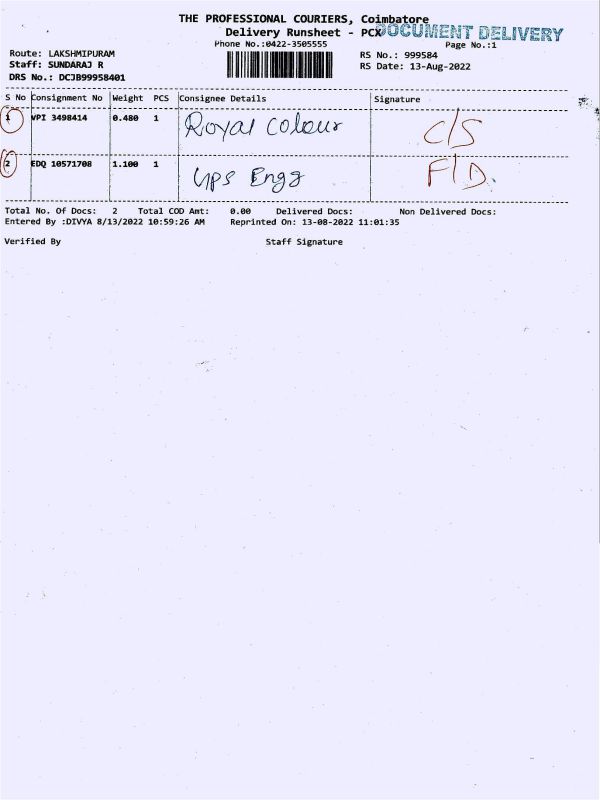 THE PROFESSIONAL COURIERS, Coimbatore
Delivery Runsheet - PCX DOCUMENT DELIVERY
Phone No.:0422-3505555 Page No.:1
Route: LAKSHMIPURAM RS No.: 999584
Staff: SUNDARAJ R RS Date: 13-Aug-2022
DRS No.: DCJB99958401
S No Consignment No Weight PCS Consignee Details Signature
1 VPI 3498414 0.480 1 Royal Colour C/S
2 EDQ 10571708 1.100 1 Engg F/D.
Total No. Of Docs: 2 Total COD Amt: 0.00 Delivered Docs: Non Delivered Docs:
Entered By :DIVYA 8/13/2022 10:59:26 AM Reprinted On: 13-08-2022 11:01:35
Verified By Staff Signature